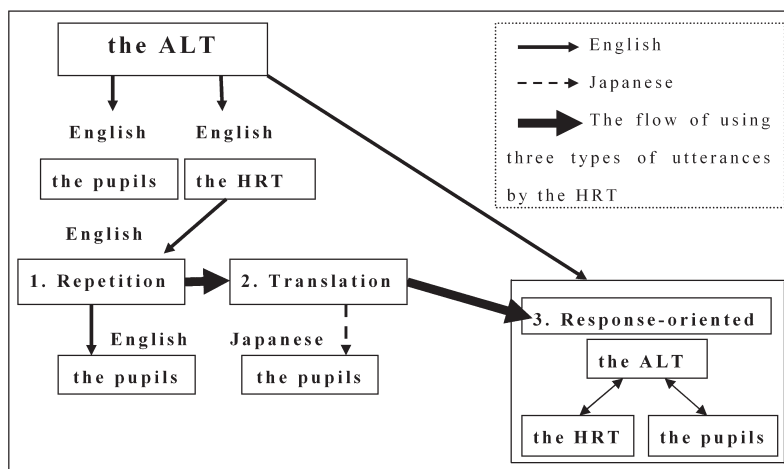 the ALT
English
Japanese
The flow of using
three types of utterances
by the HRT
English English
the pupils the HRT
English
1. Repetition 2. Translation
English Japanese
the pupils the pupils
3. Response-oriented
the ALT
the HRT the pupils